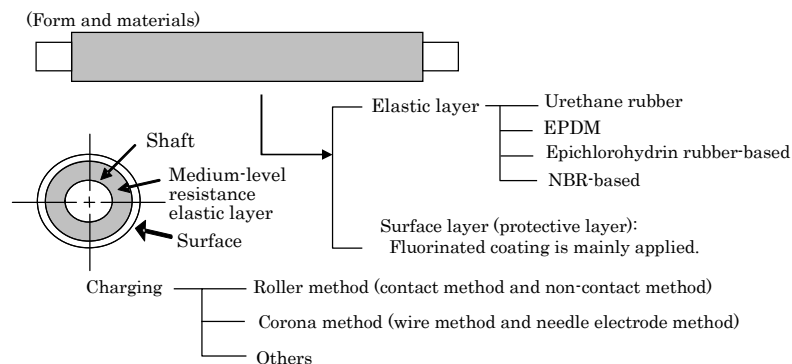 (Form and materials)
Elastic layer
Urethane rubber
EPDM
Epichlorohydrin rubber-based
NBR-based
Shaft
Medium-level
resistance
elastic layer
Surface
Surface layer (protective layer):
Fluorinated coating is mainly applied.
Charging
Roller method (contact method and non-contact method)
Corona method (wire method and needle electrode method)
Others